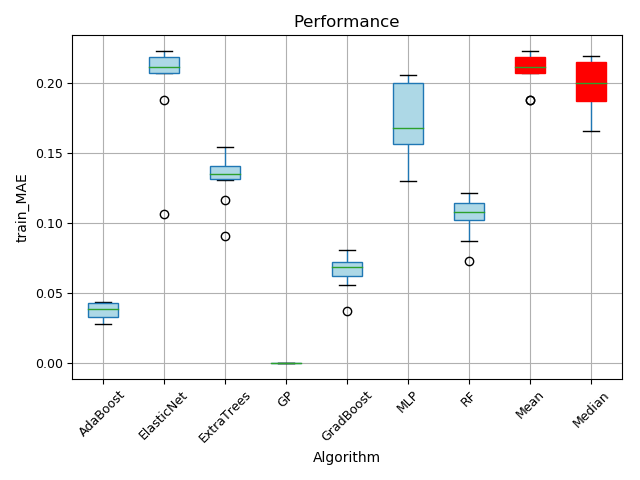 Performance
train_MAE
0.20
0.15
0.10
0.05
0.00
AdaBoost
ElasticNet
ExtraTrees
GP
GradBoost
MLP
RF
Mean
Median
Algorithm